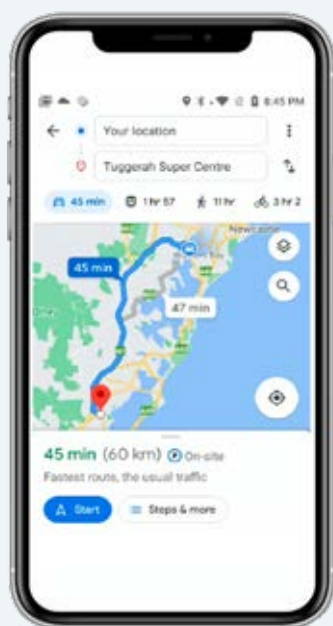 8:45 PM
Your location
Tuggerah Super Centre
45 min 1 hr 57 11 hr 3 hr 2
Newcastle
45 min
47 min
45 min (60 km) On-site
Fastest route, the usual traffic
Start Steps & more